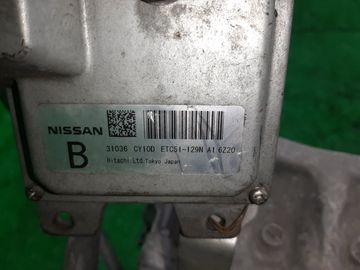 NISSAN
B 31036 CY10D ETC51-129N A1 6220
Hitachi.Ltd.Tokyo Japan